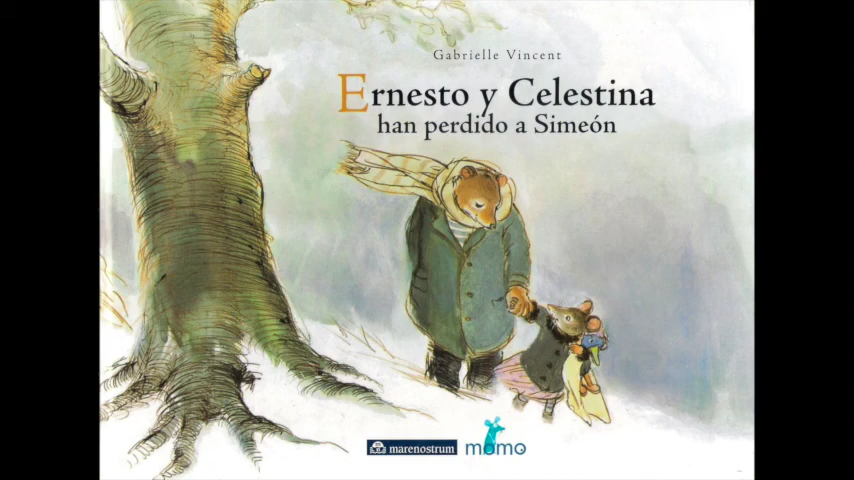 Gabrielle Vincent
Ernesto y Celestina
han perdido a Simeón
marenostrum
momo